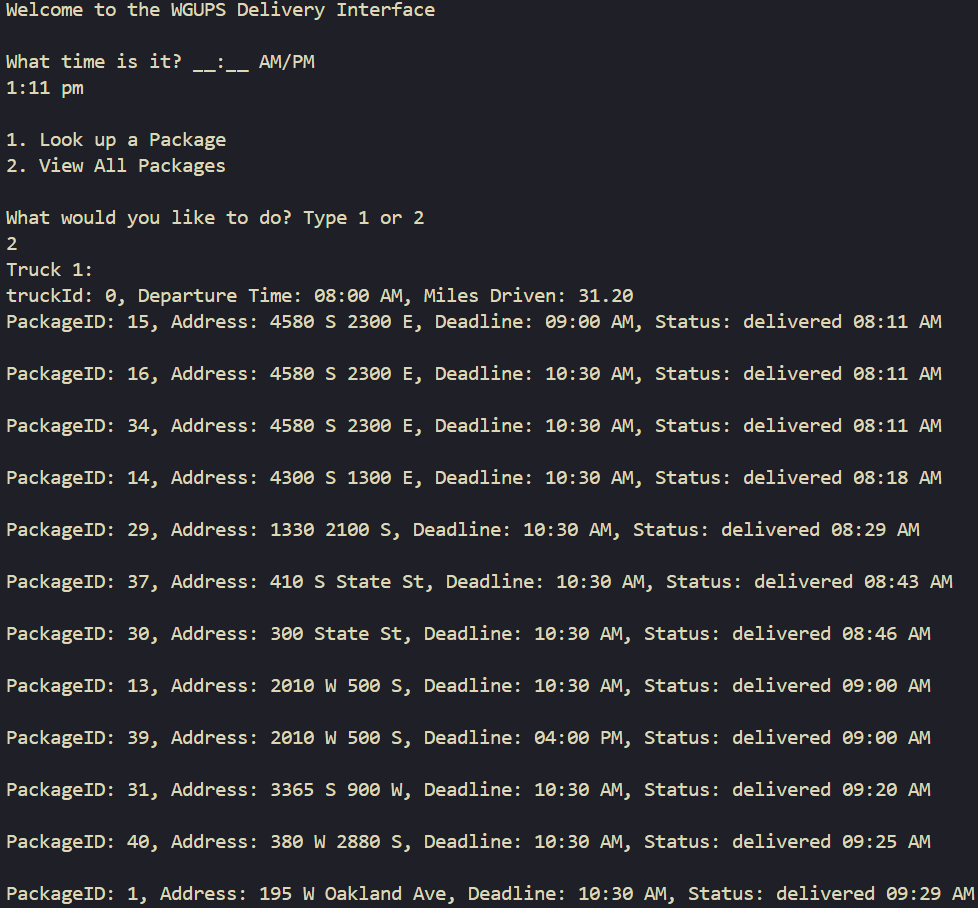 Welcome to the WGUPS Delivery Interface
What time is it? __:__ AM/PM
1:11 pm
1. Look up a Package
2. View All Packages
What would you like to do? Type 1 or 2
2
Truck 1:
truckId: 0, Departure Time: 08:00 AM, Miles Driven: 31.20
PackageID: 15, Address: 4580 S 2300 E, Deadline: 09:00 AM, Status: delivered 08:11 AM
PackageID: 16, Address: 4580 S 2300 E, Deadline: 10:30 AM, Status: delivered 08:11 AM
PackageID: 34, Address: 4580 S 2300 E, Deadline: 10:30 AM, Status: delivered 08:11 AM
PackageID: 14, Address: 4300 S 1300 E, Deadline: 10:30 AM, Status: delivered 08:18 AM
PackageID: 29, Address: 1330 2100 S, Deadline: 10:30 AM, Status: delivered 08:29 AM
PackageID: 37, Address: 410 S State St, Deadline: 10:30 AM, Status: delivered 08:43 AM
PackageID: 30, Address: 300 State St, Deadline: 10:30 AM, Status: delivered 08:46 AM
PackageID: 13, Address: 2010 W 500 S, Deadline: 10:30 AM, Status: delivered 09:00 AM
PackageID: 39, Address: 2010 W 500 S, Deadline: 04:00 PM, Status: delivered 09:00 AM
PackageID: 31, Address: 3365 S 900 W, Deadline: 10:30 AM, Status: delivered 09:20 AM
PackageID: 40, Address: 380 W 2880 S, Deadline: 10:30 AM, Status: delivered 09:25 AM
PackageID: 1, Address: 195 W Oakland Ave, Deadline: 10:30 AM, Status: delivered 09:29 AM